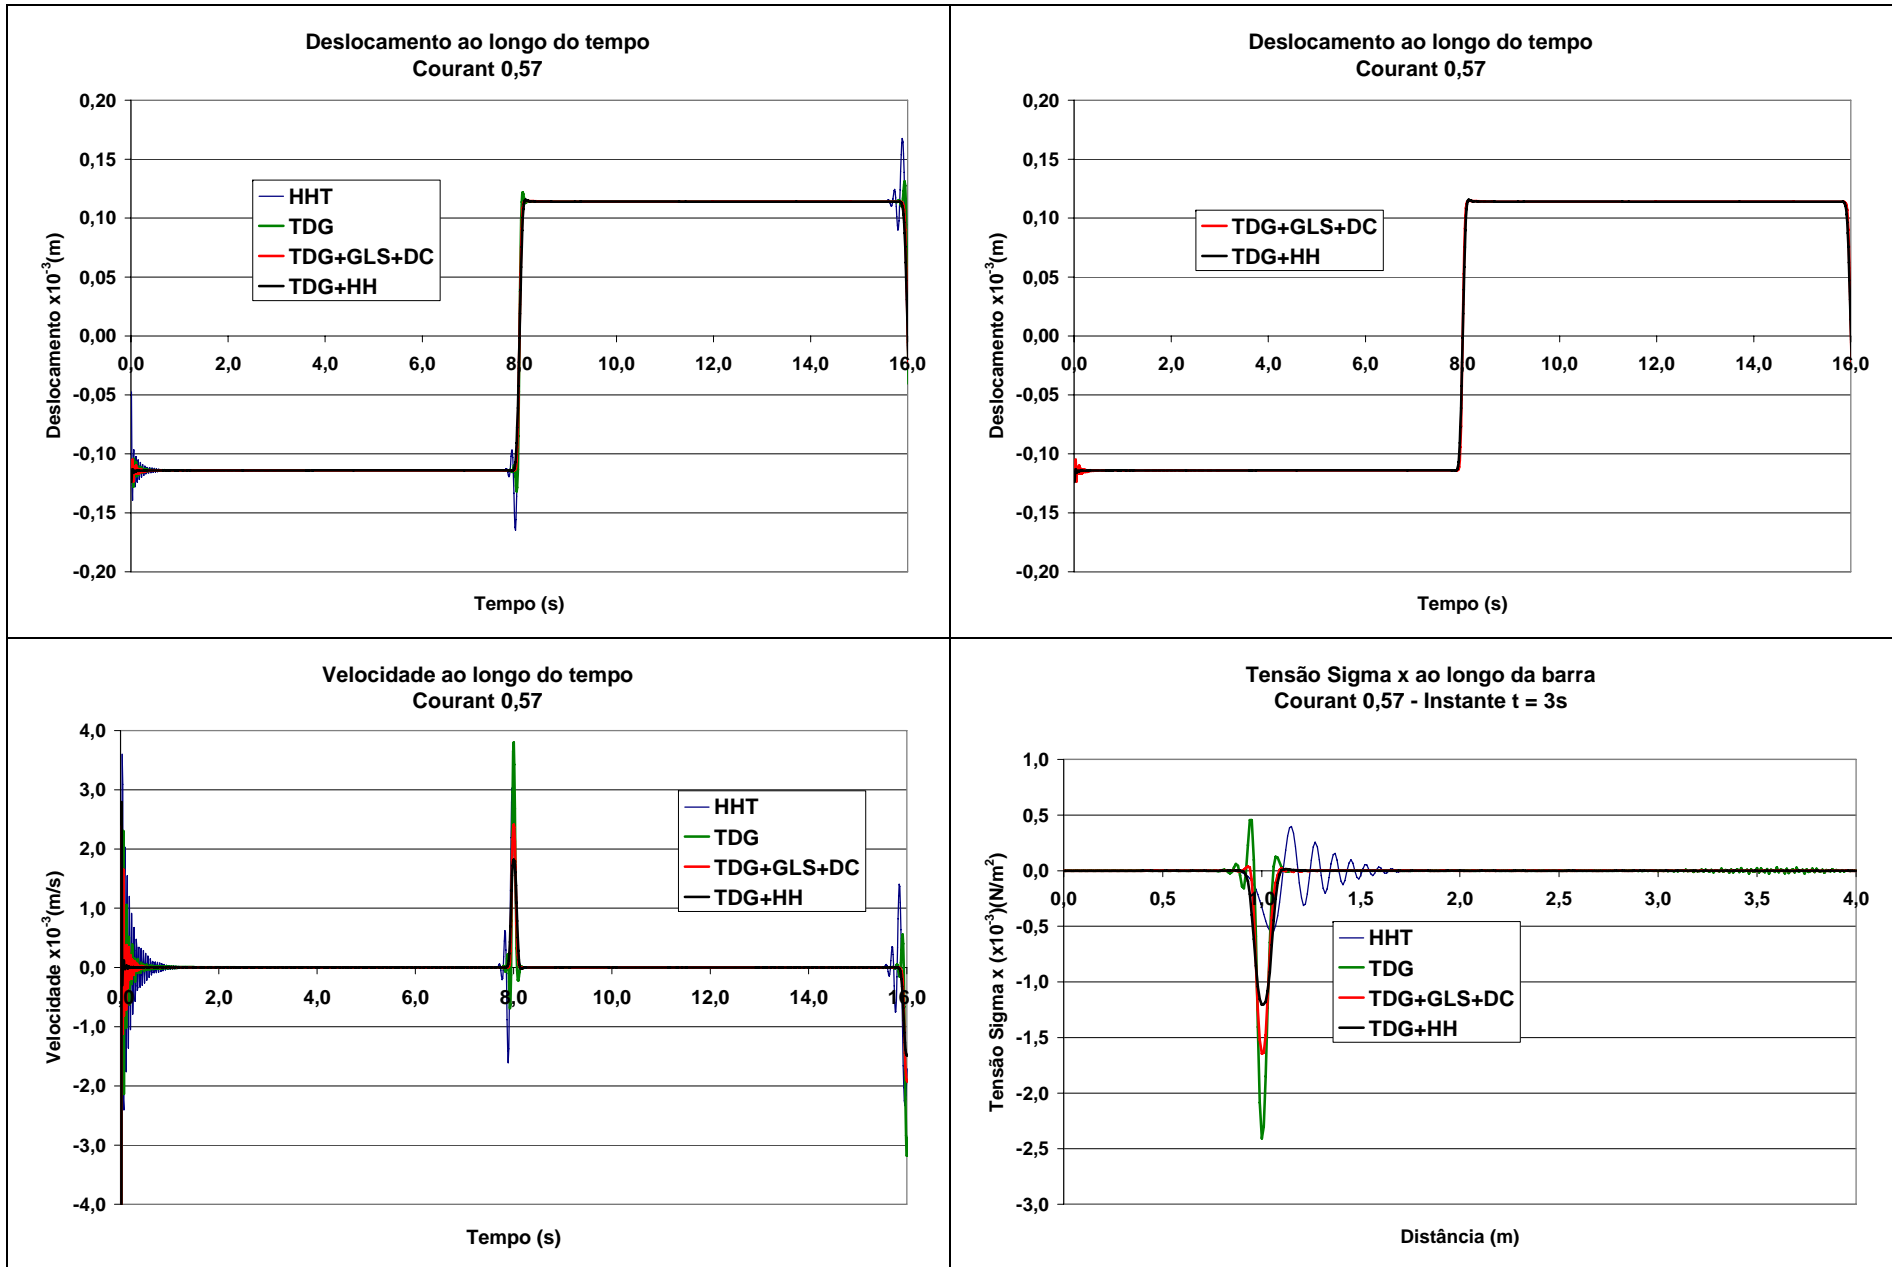 Deslocamento ao longo do tempo
Courant 0,57
0,20
0,15
0,10
0,05
0,00
-0,05
-0,10
-0,15
-0,20
0,0 2,0 4,0 6,0 8,0 10,0 12,0 14,0 16,0
Deslocamento x10-3(m)
Tempo (s)
HHT
TDG
TDG+GLS+DC
TDG+HH
Deslocamento ao longo do tempo
Courant 0,57
0,20
0,15
0,10
0,05
0,00
-0,05
-0,10
-0,15
-0,20
0,0 2,0 4,0 6,0 8,0 10,0 12,0 14,0 16,0
Deslocamento x10-3(m)
Tempo (s)
TDG+GLS+DC
TDG+HH
Velocidade ao longo do tempo
Courant 0,57
4,0
3,0
2,0
1,0
0,0
-1,0
-2,0
-3,0
-4,0
0,0 2,0 4,0 6,0 8,0 10,0 12,0 14,0 16,0
Velocidade x10-3(m/s)
Tempo (s)
HHT
TDG
TDG+GLS+DC
TDG+HH
Tensão Sigma x ao longo da barra
Courant 0,57 - Instante t = 3s
1,0
0,5
0,0
-0,5
-1,0
-1,5
-2,0
-2,5
-3,0
0,0 0,5 1,0 1,5 2,0 2,5 3,0 3,5 4,0
Tensão Sigma x (x10-3)(N/m2)
Distância (m)
HHT
TDG
TDG+GLS+DC
TDG+HH